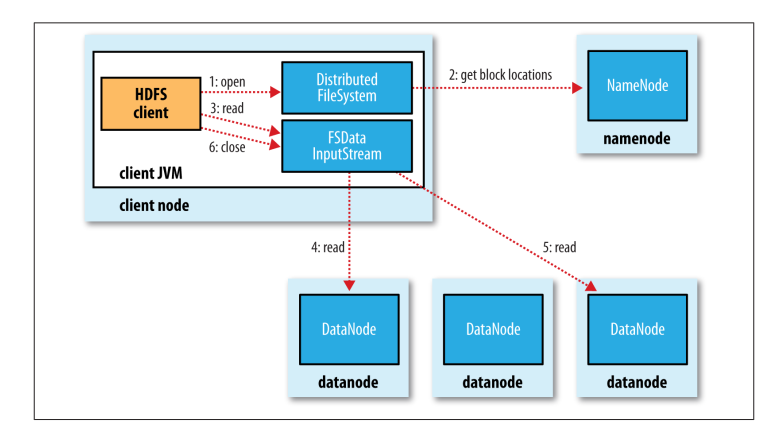 1: open
Distributed
FileSystem
2: get block locations
NameNode
HDFS
client
3: read
6: close
FSData
InputStream
namenode
client JVM
client node
4: read
5: read
DataNode
DataNode
DataNode
datanode
datanode
datanode